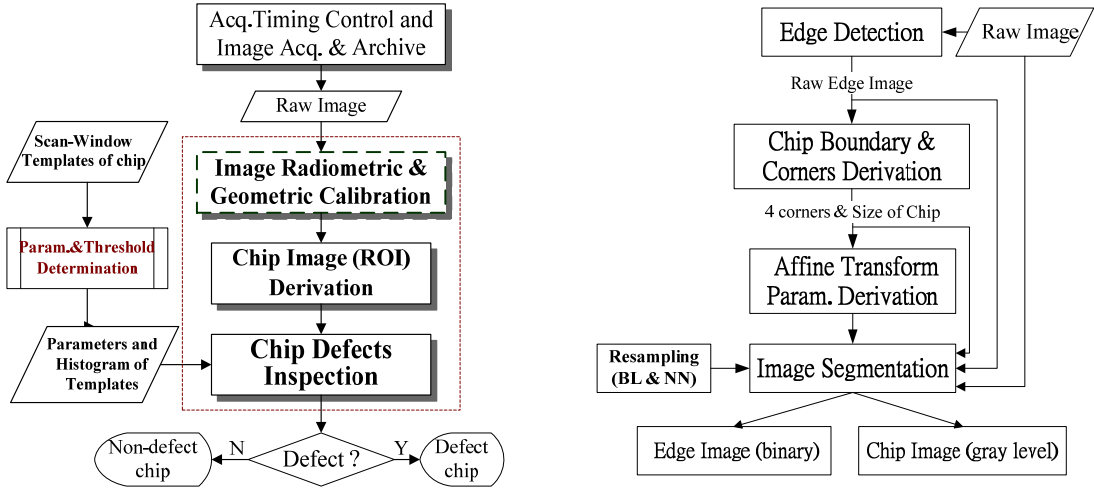 Acq.Timing Control and
Image Acq. & Archive
Raw Image
Scan-Window
Templates of chip
Image Radiometric &
Geometric Calibration
Param.&Threshold
Determination
Chip Image (ROI)
Derivation
Parameters and
Histogram of
Templates
Chip Defects
Inspection
Non-defect
chip
N
Defect ?
Y
Defect
chip
Edge Detection
Raw Image
Raw Edge Image
Chip Boundary &
Corners Derivation
4 corners & Size of Chip
Affine Transform
Param. Derivation
Resampling
(BL & NN)
Image Segmentation
Edge Image (binary)
Chip Image (gray level)